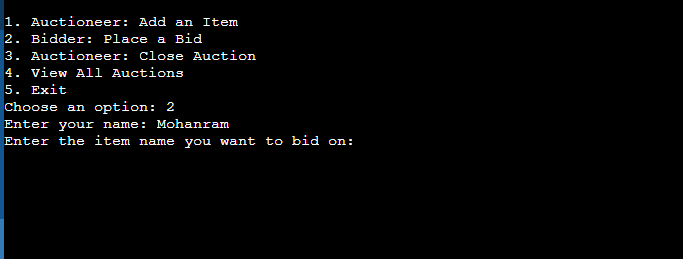 1. Auctioneer: Add an Item
2. Bidder: Place a Bid
3. Auctioneer: Close Auction
4. View All Auctions
5. Exit
Choose an option: 2
Enter your name: Mohanram
Enter the item name you want to bid on: